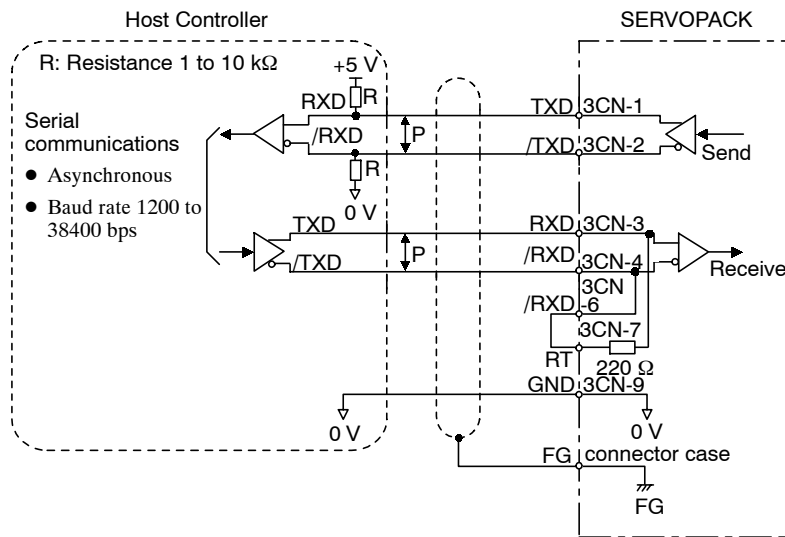 Host Controller
SERVOPACK
R: Resistance 1 to 10 kΩ
+5 V
R
RXD
TXD
3CN-1
Serial
communications
● Asynchronous
● Baud rate 1200 to
38400 bps
/RXD
P
/TXD
3CN-2
Send
R
0 V
TXD
RXD
3CN-3
P
/TXD
/RXD
3CN-4
Receive
3CN
/RXD
-6
3CN-7
RT
220 Ω
GND
3CN-9
0 V
0 V
FG
connector case
FG